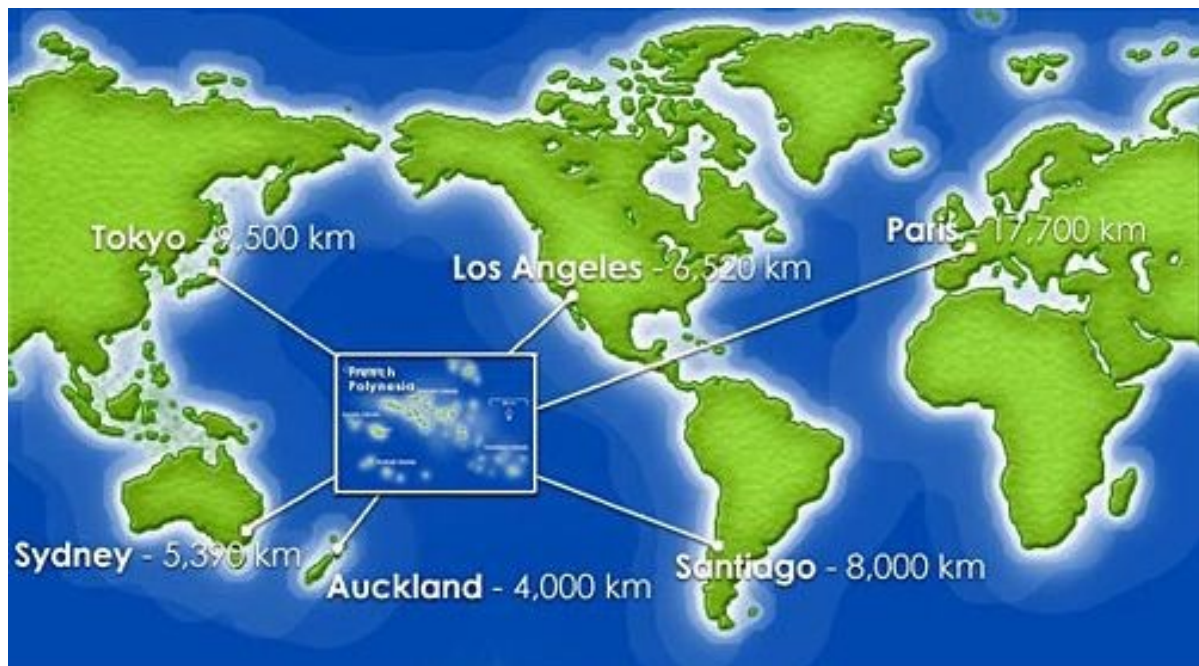 Tokyo - 9,500 km
Los Angeles - 6,520 km
Paris - 17,700 km
French
Polynesia
Sydney - 5,390 km
Auckland - 4,000 km
Santiago - 8,000 km